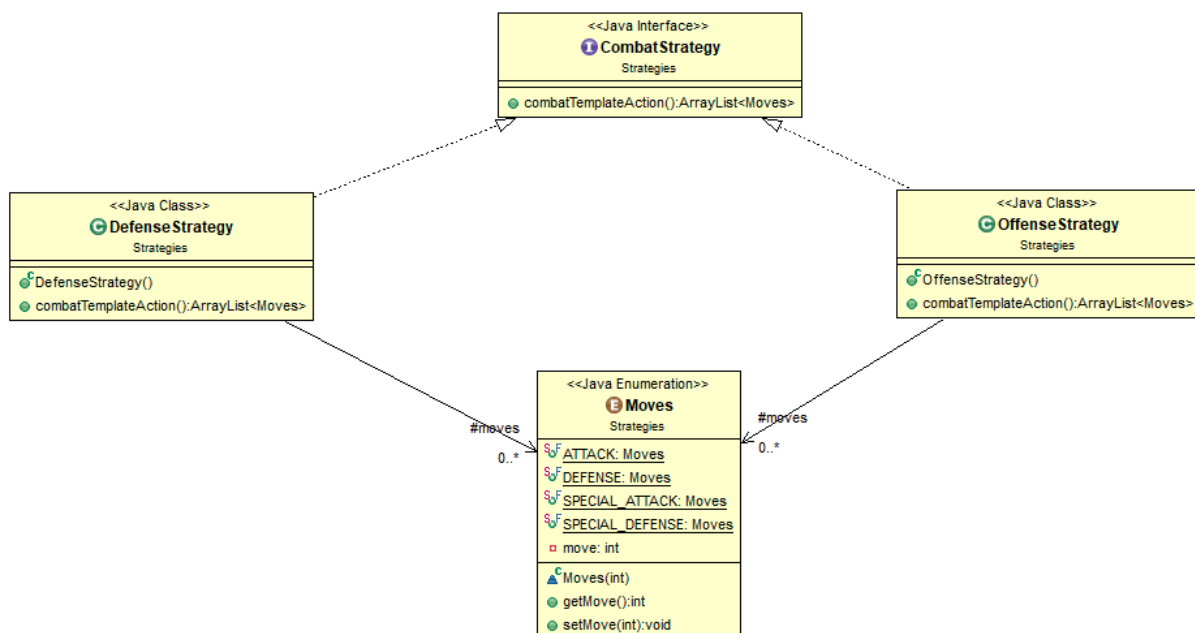 <<Java Interface>>
CombatStrategy
Strategies
combatTemplateAction():ArrayList<Moves>
<<Java Class>>
DefenseStrategy
Strategies
DefenseStrategy()
combatTemplateAction():ArrayList<Moves>
<<Java Class>>
OffenseStrategy
Strategies
OffenseStrategy()
combatTemplateAction():ArrayList<Moves>
#moves
0..*
#moves
0..*
<<Java Enumeration>>
Moves
Strategies
ATTACK: Moves
DEFENSE: Moves
SPECIAL_ATTACK: Moves
SPECIAL_DEFENSE: Moves
move: int
Moves(int)
getMove():int
setMove(int):void